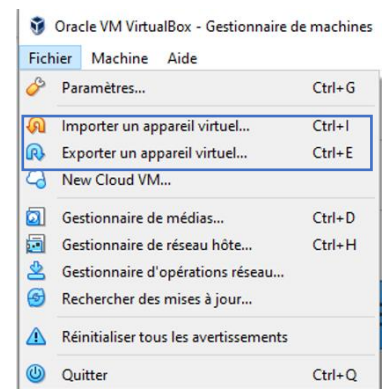 Oracle VM VirtualBox - Gestionnaire de machines
Fichier Machine Aide
Paramètres... Ctrl+G
Importer un appareil virtuel... Ctrl+I
Exporter un appareil virtuel... Ctrl+E
New Cloud VM...
Gestionnaire de médias... Ctrl+D
Gestionnaire de réseau hôte... Ctrl+H
Gestionnaire d'opérations réseau...
Rechercher des mises à jour...
Réinitialiser tous les avertissements
Quitter Ctrl+Q